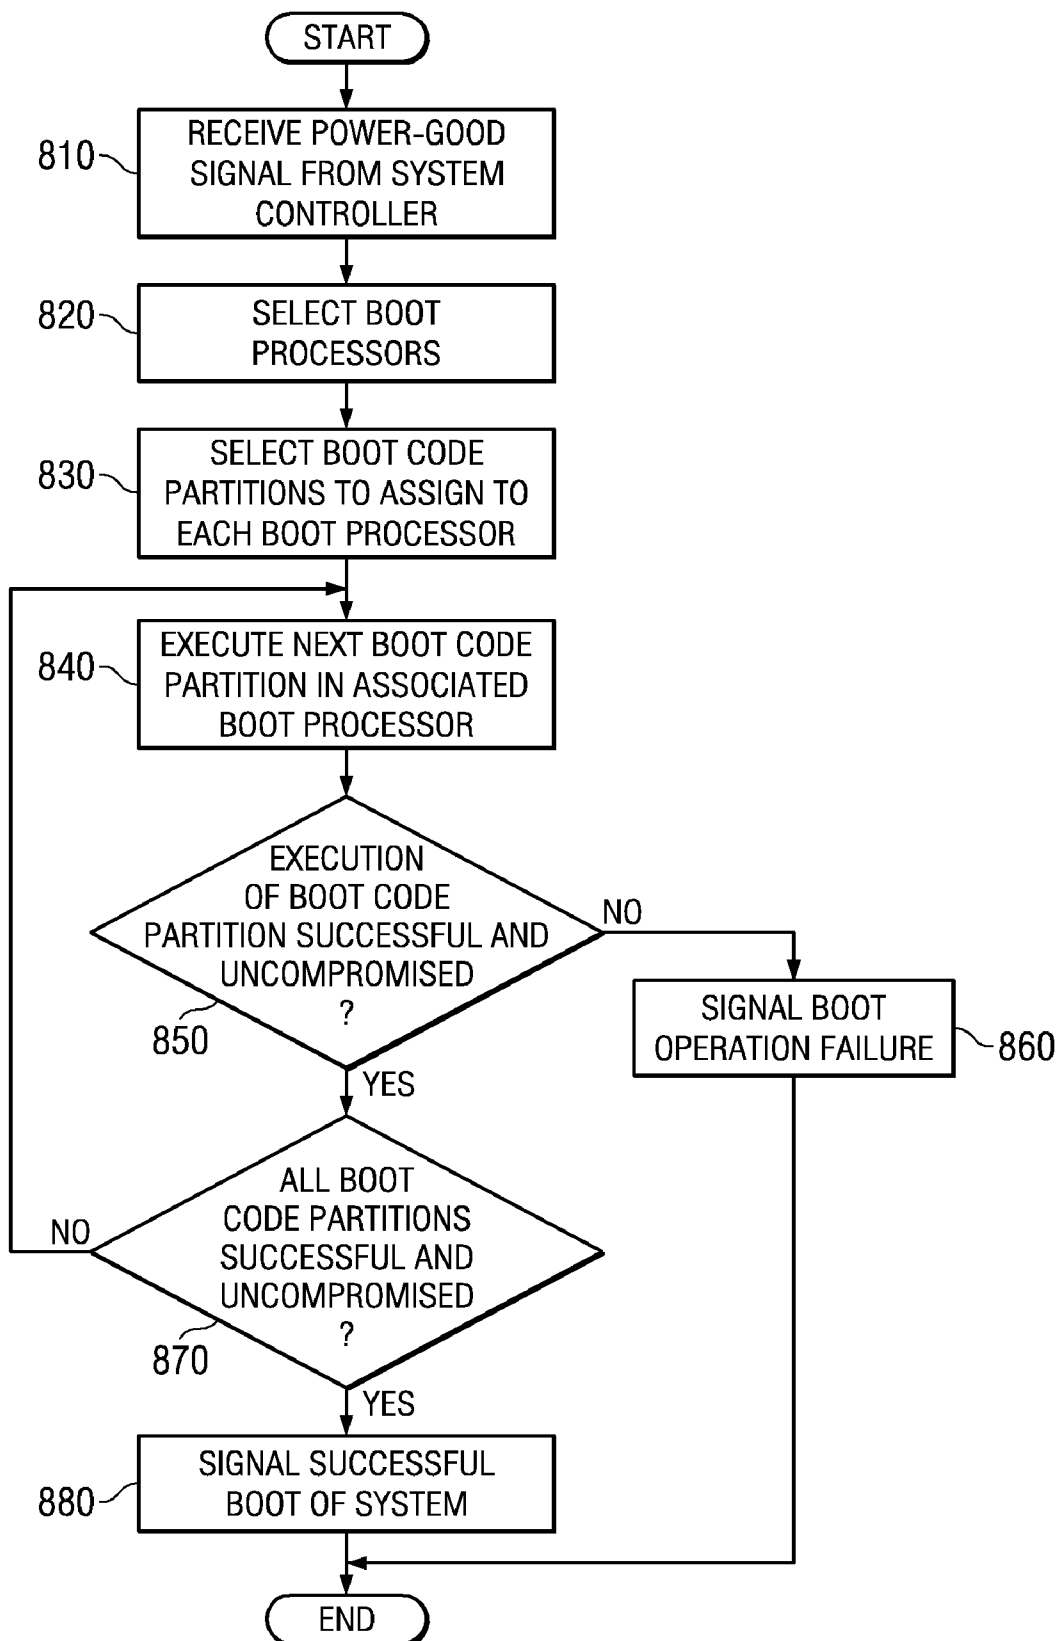 START
810
RECEIVE POWER-GOOD
SIGNAL FROM SYSTEM
CONTROLLER
820
SELECT BOOT
PROCESSORS
830
SELECT BOOT CODE
PARTITIONS TO ASSIGN TO
EACH BOOT PROCESSOR
840
EXECUTE NEXT BOOT CODE
PARTITION IN ASSOCIATED
BOOT PROCESSOR
EXECUTION
OF BOOT CODE
PARTITION SUCCESSFUL AND
UNCOMPROMISED
?
850
NO
YES
SIGNAL BOOT
OPERATION FAILURE
860
ALL BOOT
CODE PARTITIONS
SUCCESSFUL AND
UNCOMPROMISED
?
870
NO
YES
880
SIGNAL SUCCESSFUL
BOOT OF SYSTEM
END